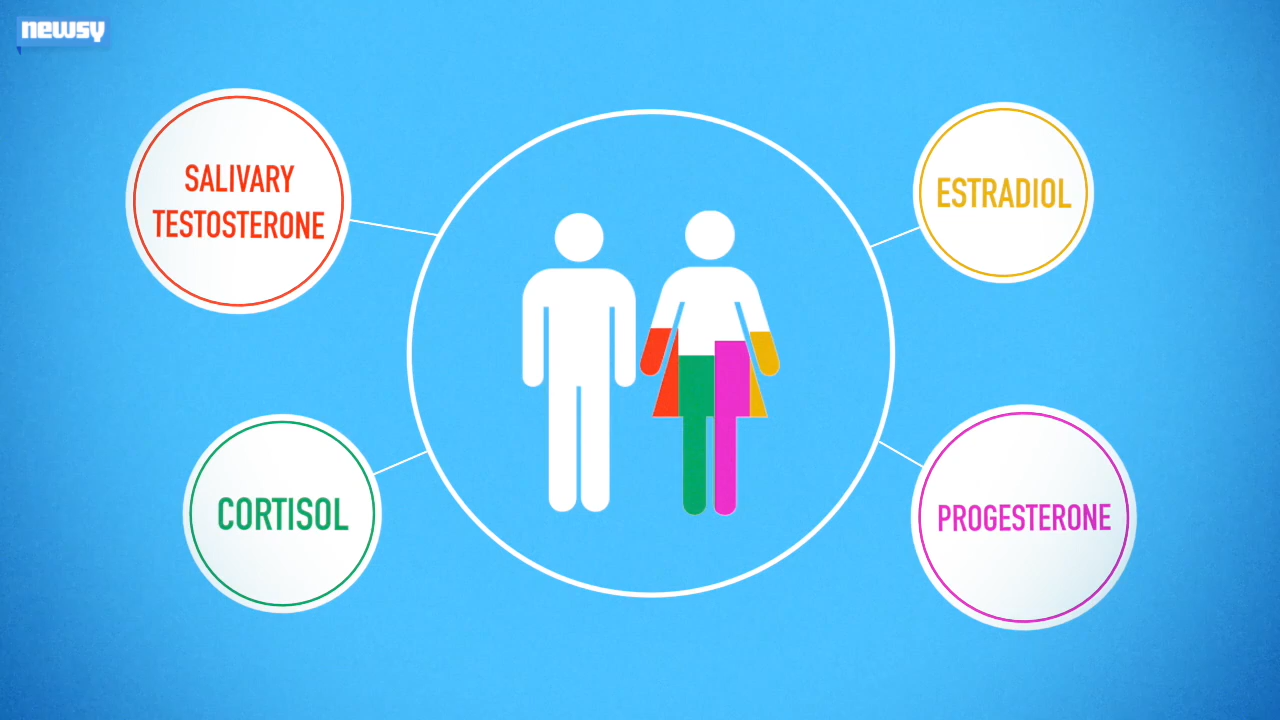 newsy
SALIVARY
TESTOSTERONE
ESTRADIOL
CORTISOL
PROGESTERONE